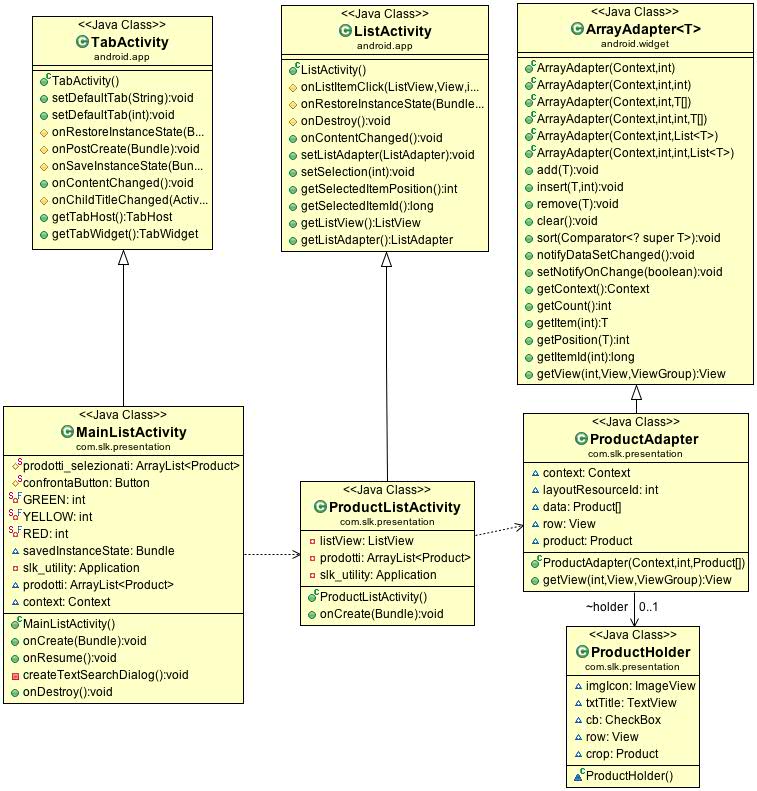 <<Java Class>>
TabActivity
android.app
TabActivity()
setDefaultTab(String):void
setDefaultTab(int):void
onRestoreInstanceState(B...
onPostCreate(Bundle):void
onSaveInstanceState(Bun...
onContentChanged():void
onChildTitleChanged(Activ...
getTabHost():TabHost
getTabWidget():TabWidget
<<Java Class>>
ListActivity
android.app
ListActivity()
onListItemClick(ListView,View,i...
onRestoreInstanceState(Bundle...
onDestroy():void
onContentChanged():void
setListAdapter(ListAdapter):void
setSelection(int):void
getSelectedItemPosition():int
getSelectedItemId():long
getListView():ListView
getListAdapter():ListAdapter
<<Java Class>>
ArrayAdapter<T>
android.widget
ArrayAdapter(Context,int)
ArrayAdapter(Context,int,int)
ArrayAdapter(Context,int,T[])
ArrayAdapter(Context,int,int,T[])
ArrayAdapter(Context,int,List<T>)
ArrayAdapter(Context,int,int,List<T>)
add(T):void
insert(T,int):void
remove(T):void
clear():void
sort(Comparator<? super T>):void
notifyDataSetChanged():void
setNotifyOnChange(boolean):void
getContext():Context
getCount():int
getItem(int):T
getPosition(T):int
getItemId(int):long
getView(int,View,ViewGroup):View
<<Java Class>>
MainListActivity
com.slk.presentation
prodotti_selezionati: ArrayList<Product>
confrontaButton: Button
GREEN: int
YELLOW: int
RED: int
savedInstanceState: Bundle
slk_utility: Application
prodotti: ArrayList<Product>
context: Context
MainListActivity()
onCreate(Bundle):void
onResume():void
createTextSearchDialog():void
onDestroy():void
<<Java Class>>
ProductListActivity
com.slk.presentation
listView: ListView
prodotti: ArrayList<Product>
slk_utility: Application
ProductListActivity()
onCreate(Bundle):void
<<Java Class>>
ProductAdapter
com.slk.presentation
context: Context
layoutResourceId: int
data: Product[]
row: View
product: Product
ProductAdapter(Context,int,Product[])
getView(int,View,ViewGroup):View
~holder 0..1
<<Java Class>>
ProductHolder
com.slk.presentation
imgIcon: ImageView
txtTitle: TextView
cb: CheckBox
row: View
crop: Product
ProductHolder()